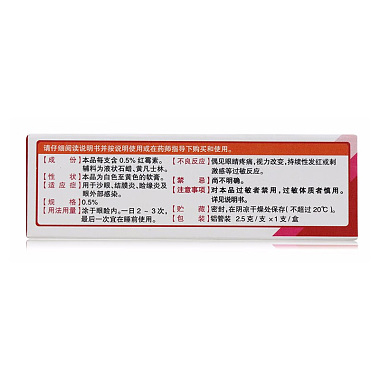 请仔细阅读说明书并按说明使用或在药师指导下购买和使用。
【成 份】本品每支含0.5%红霉素。
辅料为液状石蜡、黄凡士林。
【性 状】本品为白色至黄色的软膏。
【适应症】用于沙眼、结膜炎、睑缘炎及
眼外部感染。
【规 格】0.5%
【用法用量】涂于眼睑内。一日2-3次,
最后一次宜在睡前使用。
【不良反应】偶见眼睛疼痛,视力改变,持续性发红或刺
激感等过敏反应。
【禁 忌】尚不明确。
【注意事项】对本品过敏者禁用,过敏体质者慎用。
详见说明书。
【贮 藏】密封,在阴凉干燥处保存(不超过20℃)。
【包 装】铝管装 2.5克/支×1支/盒